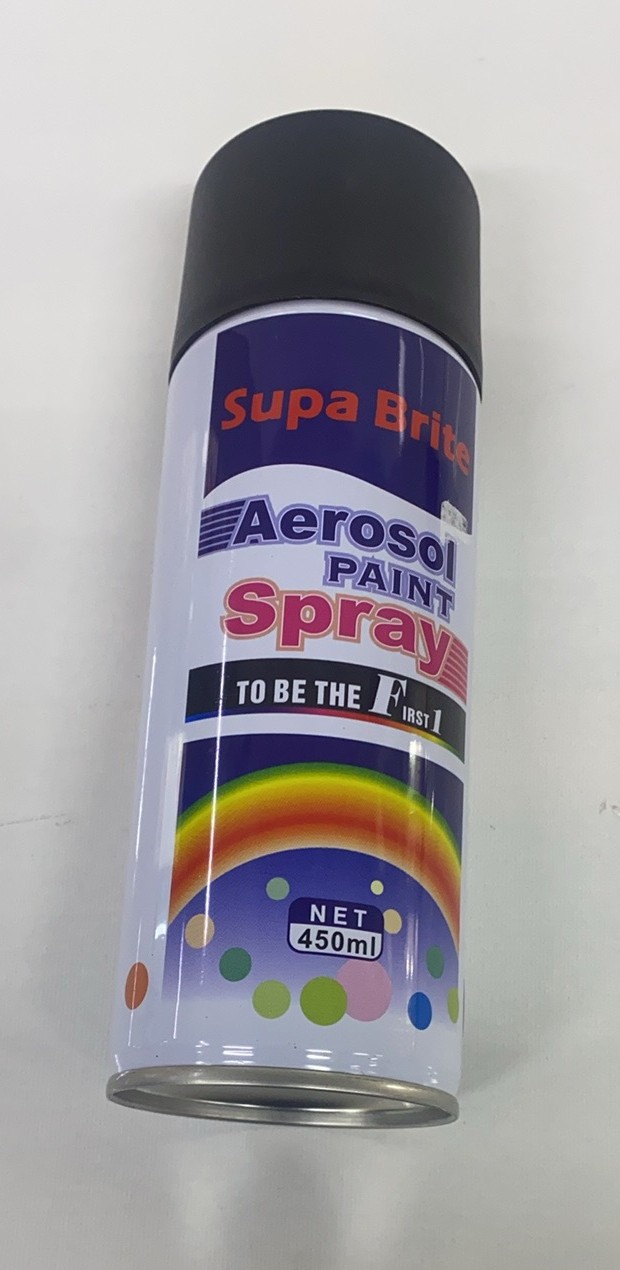 Supa Brite
Aerosol
PAINT
Spray
TO BE THE First 1
NET
450ml